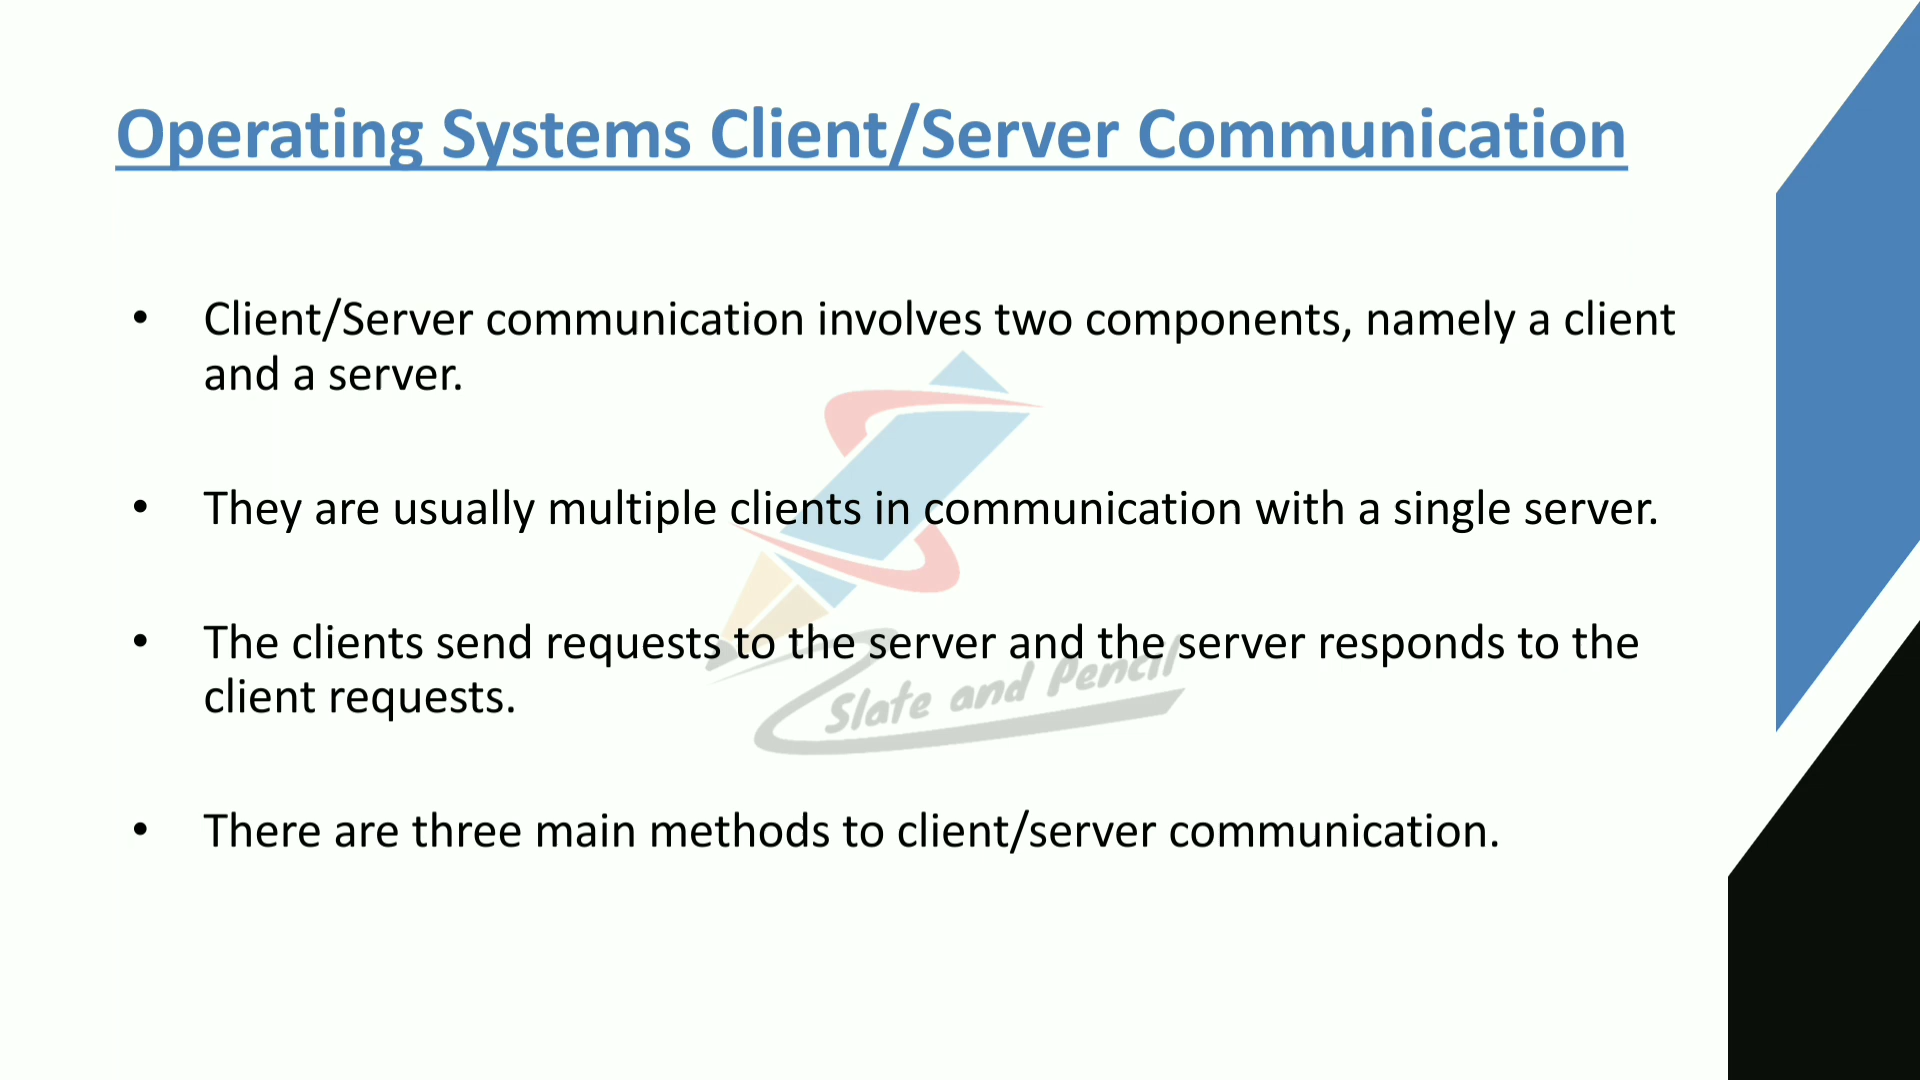 Operating Systems Client/Server Communication
• Client/Server communication involves two components, namely a client
and a server.
• They are usually multiple clients in communication with a single server.
• The clients send requests to the server and the server responds to the
client requests.
Slate and Pencil
• There are three main methods to client/server communication.